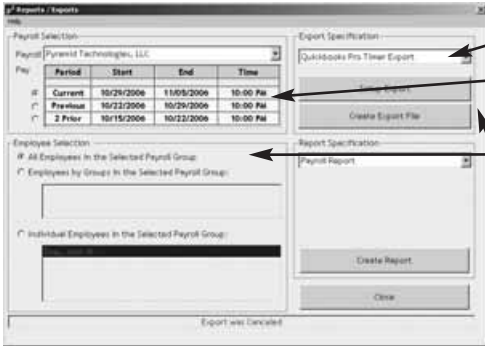 p² Reports / Exports
Help
Payroll Selection
Payroll Pyramid Technologies, LLC
Pay
Period Start End Time
Current 10/29/2006 11/05/2006 10:00 PM
Previous 10/22/2006 10/29/2006 10:00 PM
2 Prior 10/15/2006 10/22/2006 10:00 PM
Export Specification
Quickbooks Pro Timer Export
Setup Export
Create Export File
Employee Selection
All Employees In the Selected Payroll Group
Employees by Groups In the Selected Payroll Group:
Individual Employees In the Selected Payroll Group:
Report Specification
Payroll Report
Create Report
Close
Export was Canceled